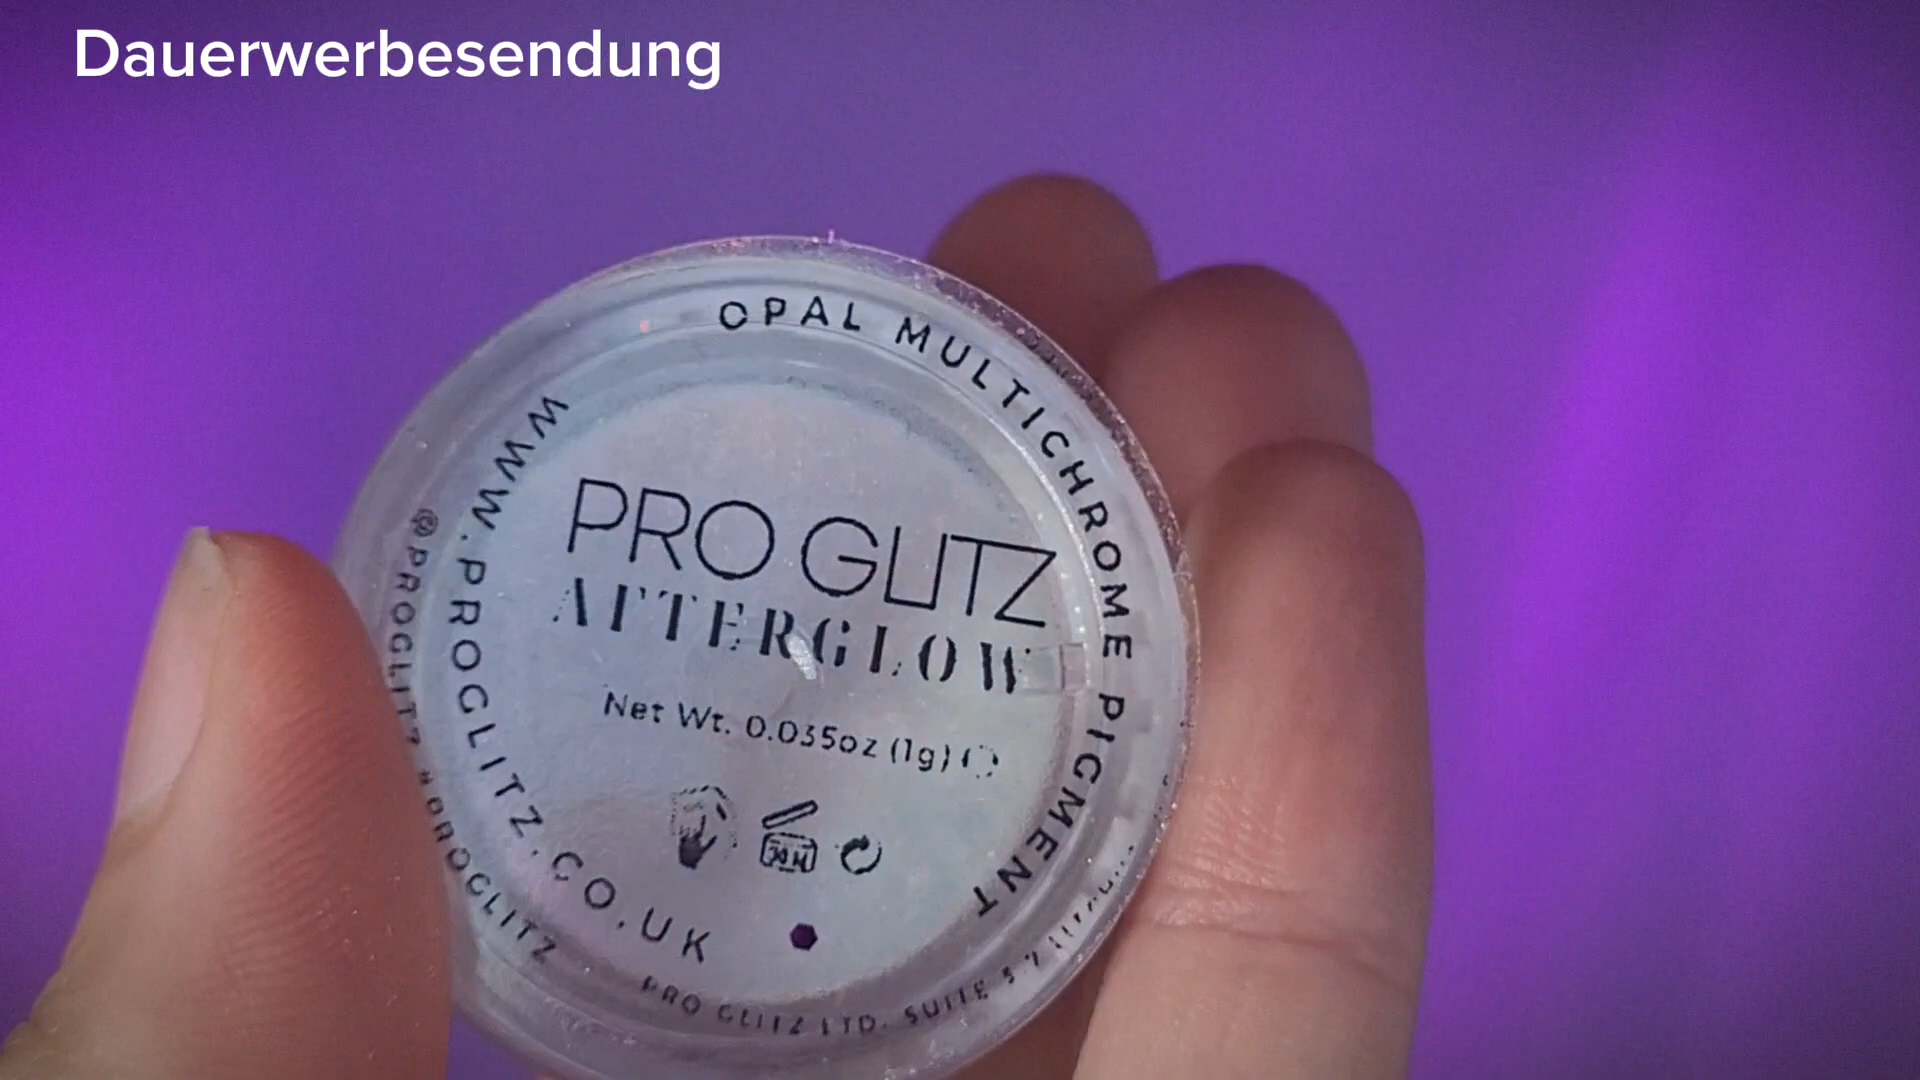 Dauerwerbesendung
OPAL MULTICHROME PIGMENT
WWW.PROGLITZ.CO.UK
@PROGLITZ #PROGLITZ
PRO GLITZ
AFTERGLOW
Net Wt. 0.035oz (1g)
PRO GLITZ LTD. SUITE